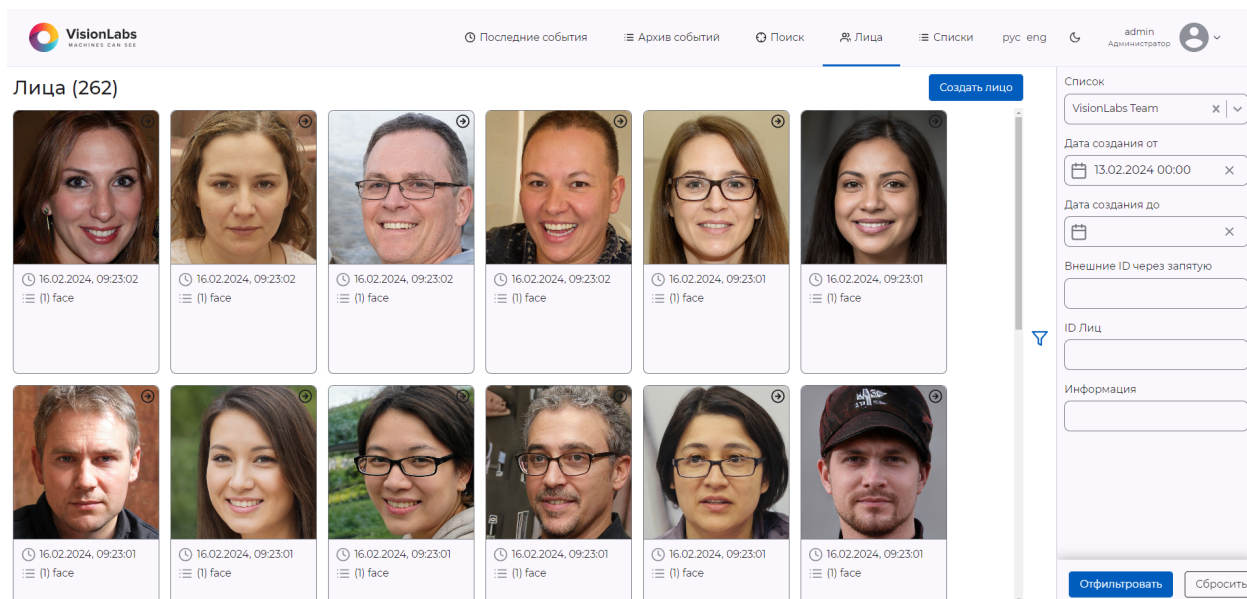 VisionLabs
MACHINES CAN SEE
Последние события
Архив событий
Поиск
Лица
Списки
рус eng
admin
Администратор
Лица (262)
Создать лицо
16.02.2024, 09:23:02
(1) face
16.02.2024, 09:23:02
(1) face
16.02.2024, 09:23:02
(1) face
16.02.2024, 09:23:02
(1) face
16.02.2024, 09:23:01
(1) face
16.02.2024, 09:23:01
(1) face
16.02.2024, 09:23:01
(1) face
16.02.2024, 09:23:01
(1) face
16.02.2024, 09:23:01
(1) face
16.02.2024, 09:23:01
(1) face
16.02.2024, 09:23:01
(1) face
16.02.2024, 09:23:01
(1) face
Список
VisionLabs Team
Дата создания от
13.02.2024 00:00
Дата создания до
Внешние ID через запятую
ID Лиц
Информация
Отфильтровать
Сбросить